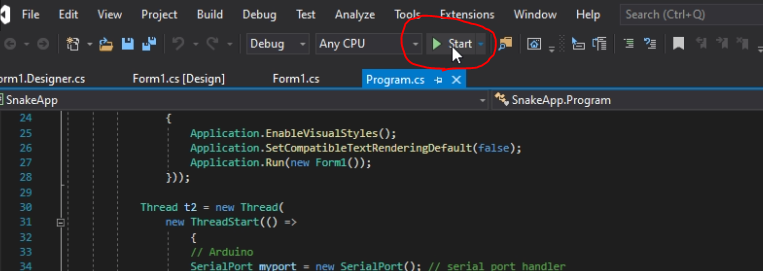 File Edit View Project Build Debug Test Analyze Tools Extensions Window Help Search (Ctrl+Q)
Debug Any CPU Start
orm1.Designer.cs Form1.cs [Design] Form1.cs Program.cs
SnakeApp SnakeApp.Program
24 {
25 Application.EnableVisualStyles();
26 Application.SetCompatibleTextRenderingDefault(false);
27 Application.Run(new Form1());
28 }));
29
30 Thread t2 = new Thread(
31 new ThreadStart(() =>
32 {
33 // Arduino
34 SerialPort myport = new SerialPort(); // serial port handler